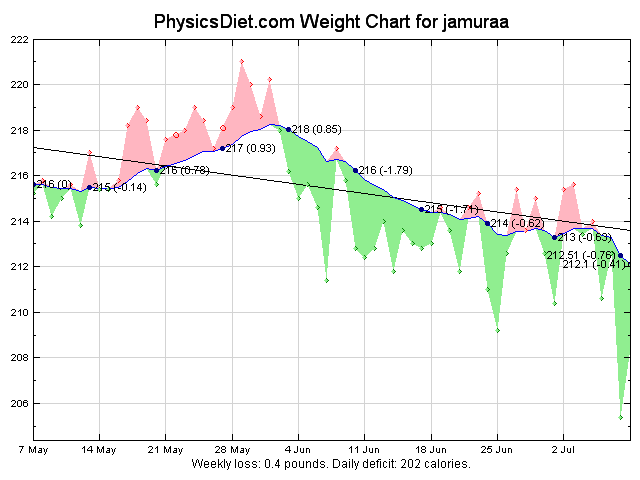 PhysicsDiet.com Weight Chart for jamuraa
222
220
218
216
214
212
210
208
206
216 (0)
215 (-0.14)
216 (0.78)
217 (0.93)
218 (0.85)
216 (-1.79)
215 (-1.71)
214 (-0.62)
213 (-0.69)
212.51 (-0.76)
212.1 (-0.41)
7 May
14 May
21 May
28 May
4 Jun
11 Jun
18 Jun
25 Jun
2 Jul
Weekly loss: 0.4 pounds. Daily deficit: 202 calories.